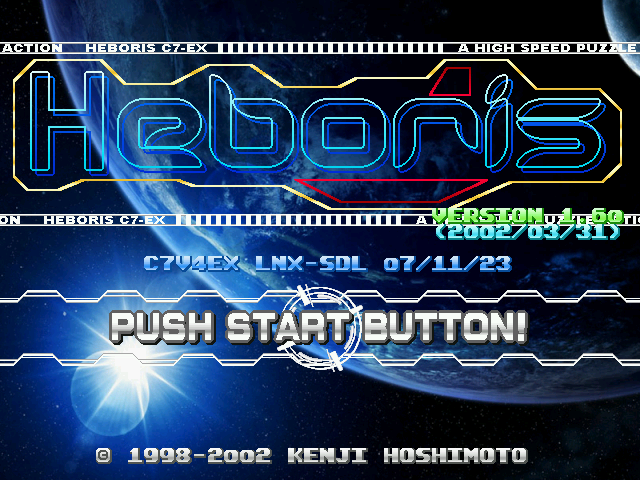 ACTION HEBORIS C7-EX A HIGH SPEED PUZZLE
Heboris
ON HEBORIS C7-EX A
VERSION 1.60
(2002/03/31)
C7V4EX LNX-SDL 07/11/23
PUSH START BUTTON!
© 1998-2002 KENJI HOSHIMOTO